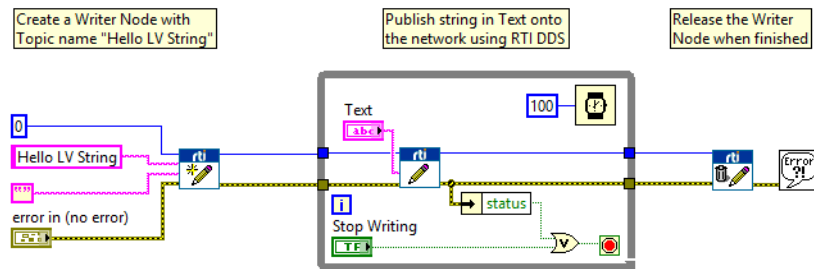 Create a Writer Node with
Topic name "Hello LV String"
Publish string in Text onto
the network using RTI DDS
Release the Writer
Node when finished
Text
abc
100
0
Hello LV String
""
rti
rti
rti
Error
?!
error in (no error)
i
status
Stop Writing
TF
V